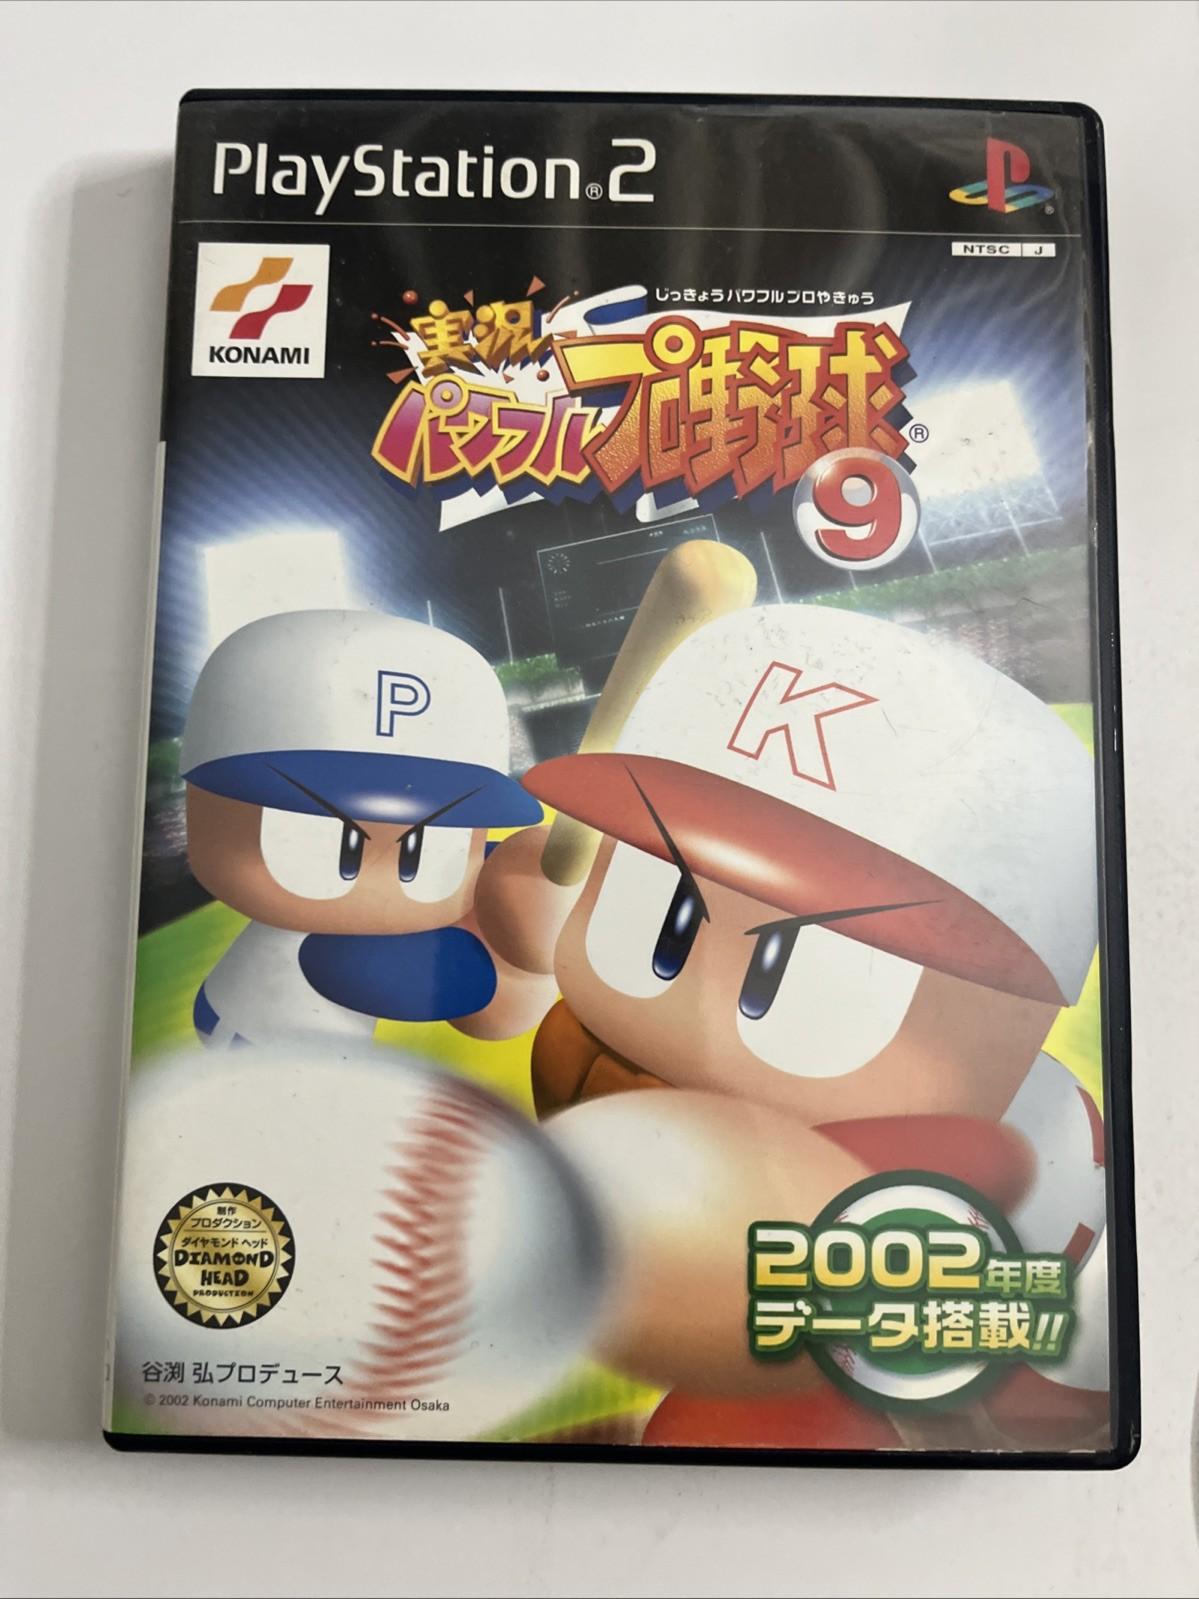 PlayStation®2
NTSC J
KONAMI
じっきょうパワフルプロやきゅう
実況
パワフル
プロ野球®
9
P
K
制作
プロダクション
ダイヤモンドヘッド
DIAMOND
HEAD
PRODUCTION
2002年度
データ搭載!!
谷渕 弘プロデュース
© 2002 Konami Computer Entertainment Osaka